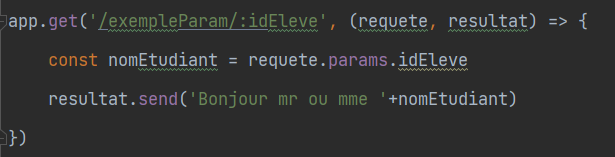 app.get('/exempleParam/:idEleve', (requete, resultat) => {
const nomEtudiant = requete.params.idEleve
resultat.send('Bonjour mr ou mme '+nomEtudiant)
})